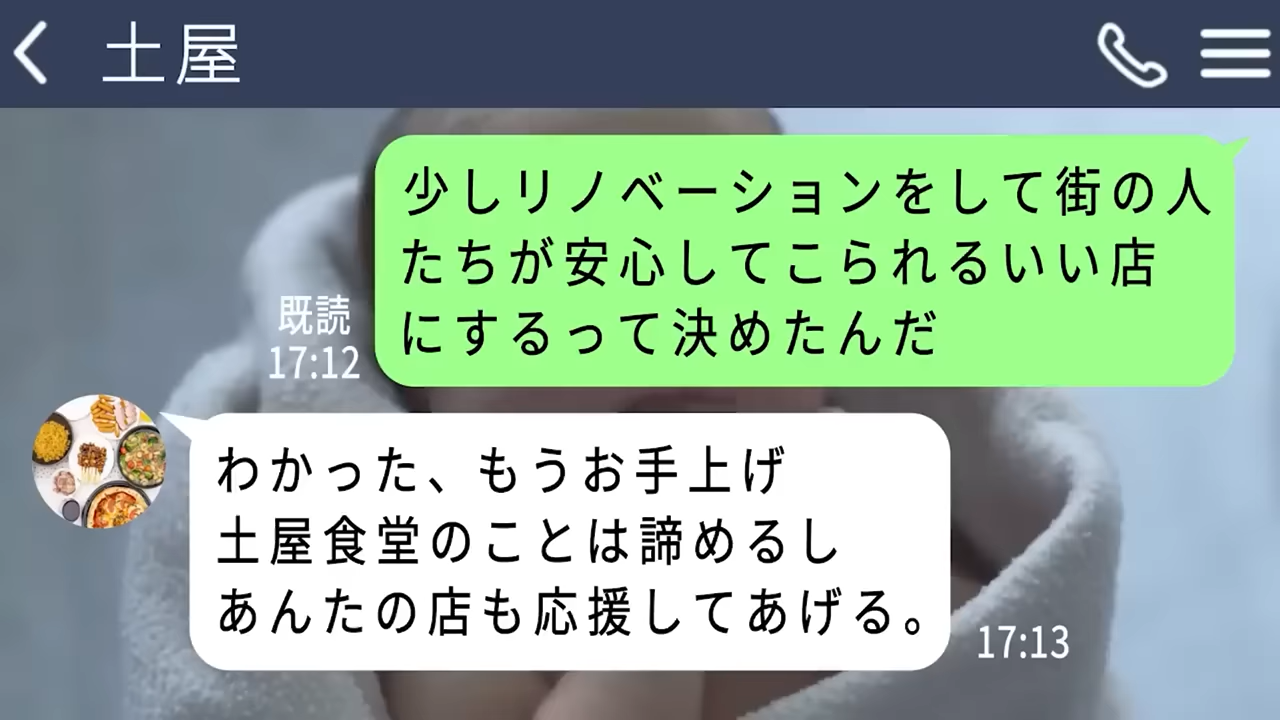 土屋
少しリノベーションをして街の人
たちが安心してこられるいい店
にするって決めたんだ
既読
17:12
わかった、もうお手上げ
土屋食堂のことは諦めるし
あんたの店も応援してあげる。
17:13